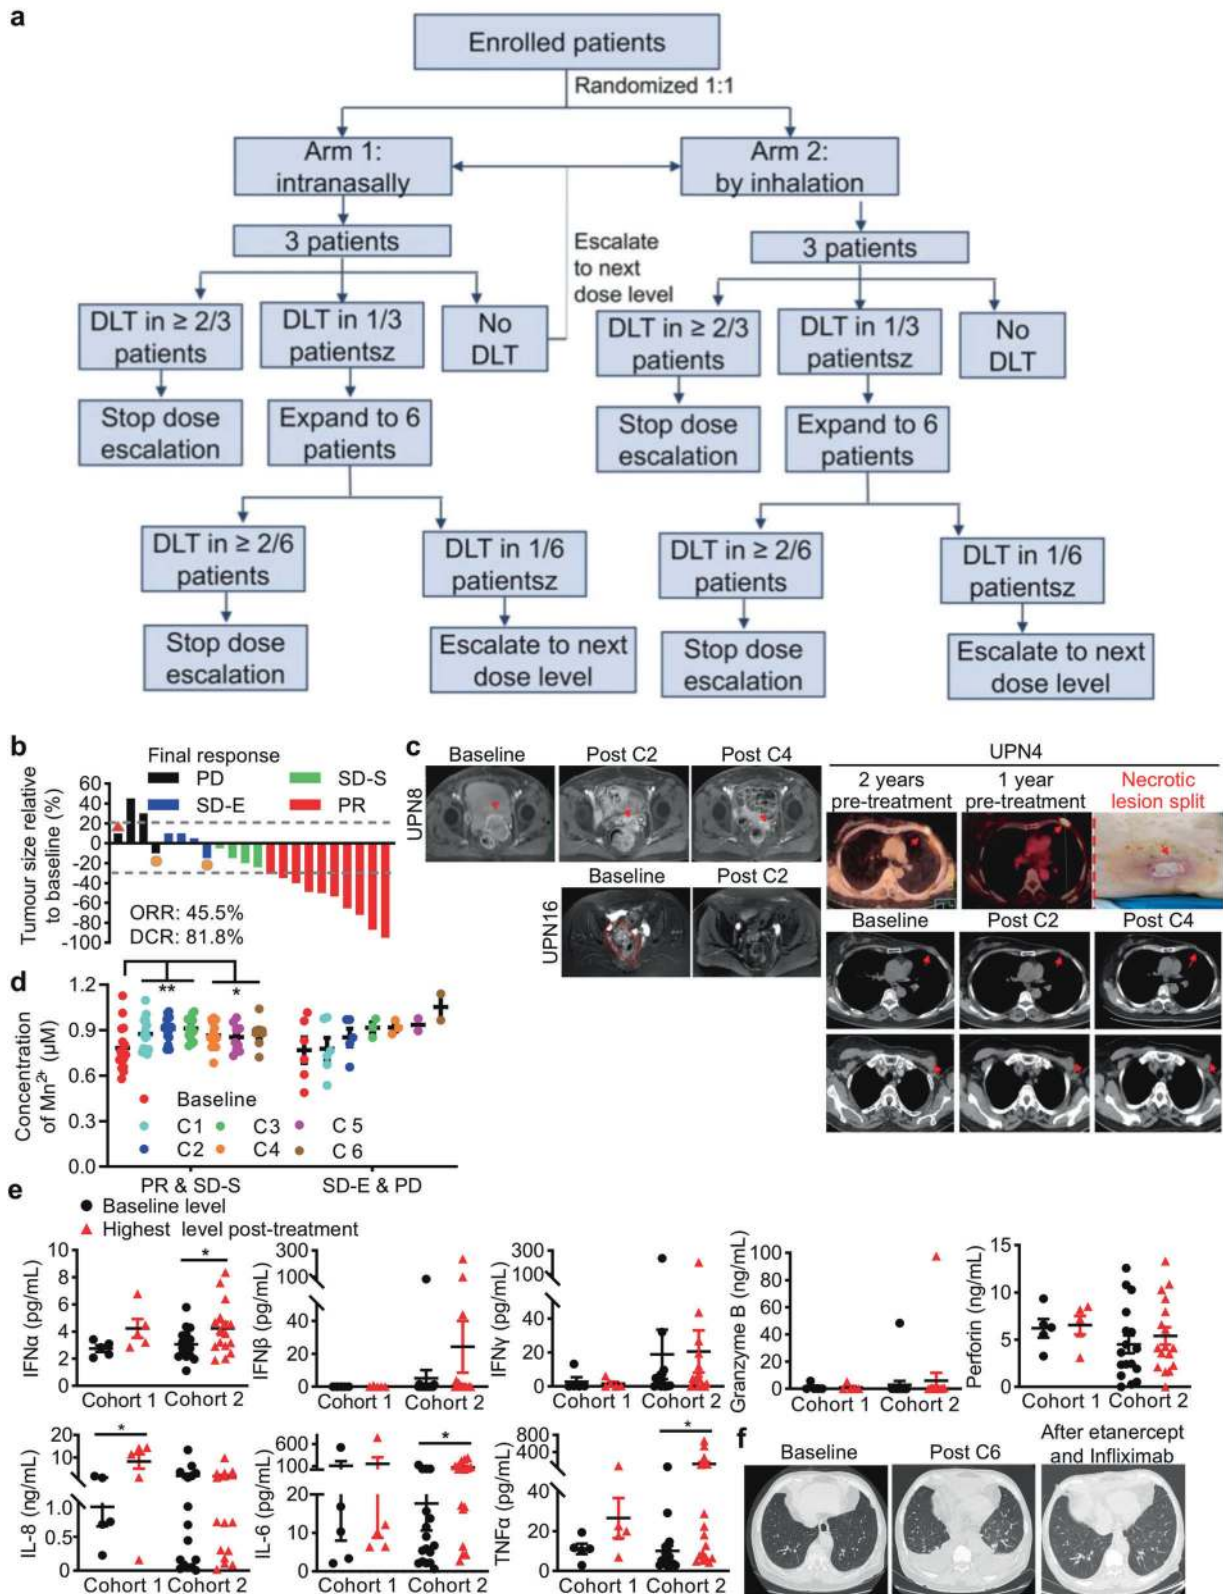 a
Enrolled patients
Randomized 1:1
Arm 1:
intranasally
Arm 2:
by inhalation
3 patients
Escalate
to next
dose level
3 patients
DLT in ≥ 2/3
patients
DLT in 1/3
patientsz
No
DLT
DLT in ≥ 2/3
patients
DLT in 1/3
patientsz
No
DLT
Stop dose
escalation
Expand to 6
patients
Stop dose
escalation
Expand to 6
patients
DLT in ≥ 2/6
patients
DLT in 1/6
patientsz
DLT in ≥ 2/6
patients
DLT in 1/6
patientsz
Stop dose
escalation
Escalate to next
dose level
Stop dose
escalation
Escalate to next
dose level
b
Final response
PD
SD-S
SD-E
PR
Tumour size relative
to baseline (%)
60
40
20
0
-20
-40
-60
-80
-100
ORR: 45.5%
DCR: 81.8%
c
Baseline
Post C2
Post C4
UPN8
Baseline
Post C2
UPN16
UPN4
2 years
pre-treatment
1 year
pre-treatment
Necrotic
lesion split
Baseline
Post C2
Post C4
d
Concentration
of Mn²⁺ (μM)
1.2
0.9
0.6
0.3
0.0
**
*
Baseline
C1
C3
C 5
C2
C4
C 6
PR & SD-S
SD-E & PD
e
Baseline level
Highest level post-treatment
IFNα (pg/mL)
10
8
6
4
2
0
*
Cohort 1
Cohort 2
IFNβ (pg/mL)
300
100
40
20
0
Cohort 1
Cohort 2
IFNγ (pg/mL)
300
100
60
40
20
0
Cohort 1
Cohort 2
Granzyme B (ng/mL)
100
80
60
40
20
0
Cohort 1
Cohort 2
Perforin (ng/mL)
15
10
5
0
Cohort 1
Cohort 2
IL-8 (ng/mL)
20
10
1.0
0.5
0
*
Cohort 1
Cohort 2
IL-6 (pg/mL)
600
100
20
10
0
*
Cohort 1
Cohort 2
TNFα (pg/mL)
800
400
40
20
0
*
Cohort 1
Cohort 2
f
Baseline
Post C6
After etanercept
and Infliximab